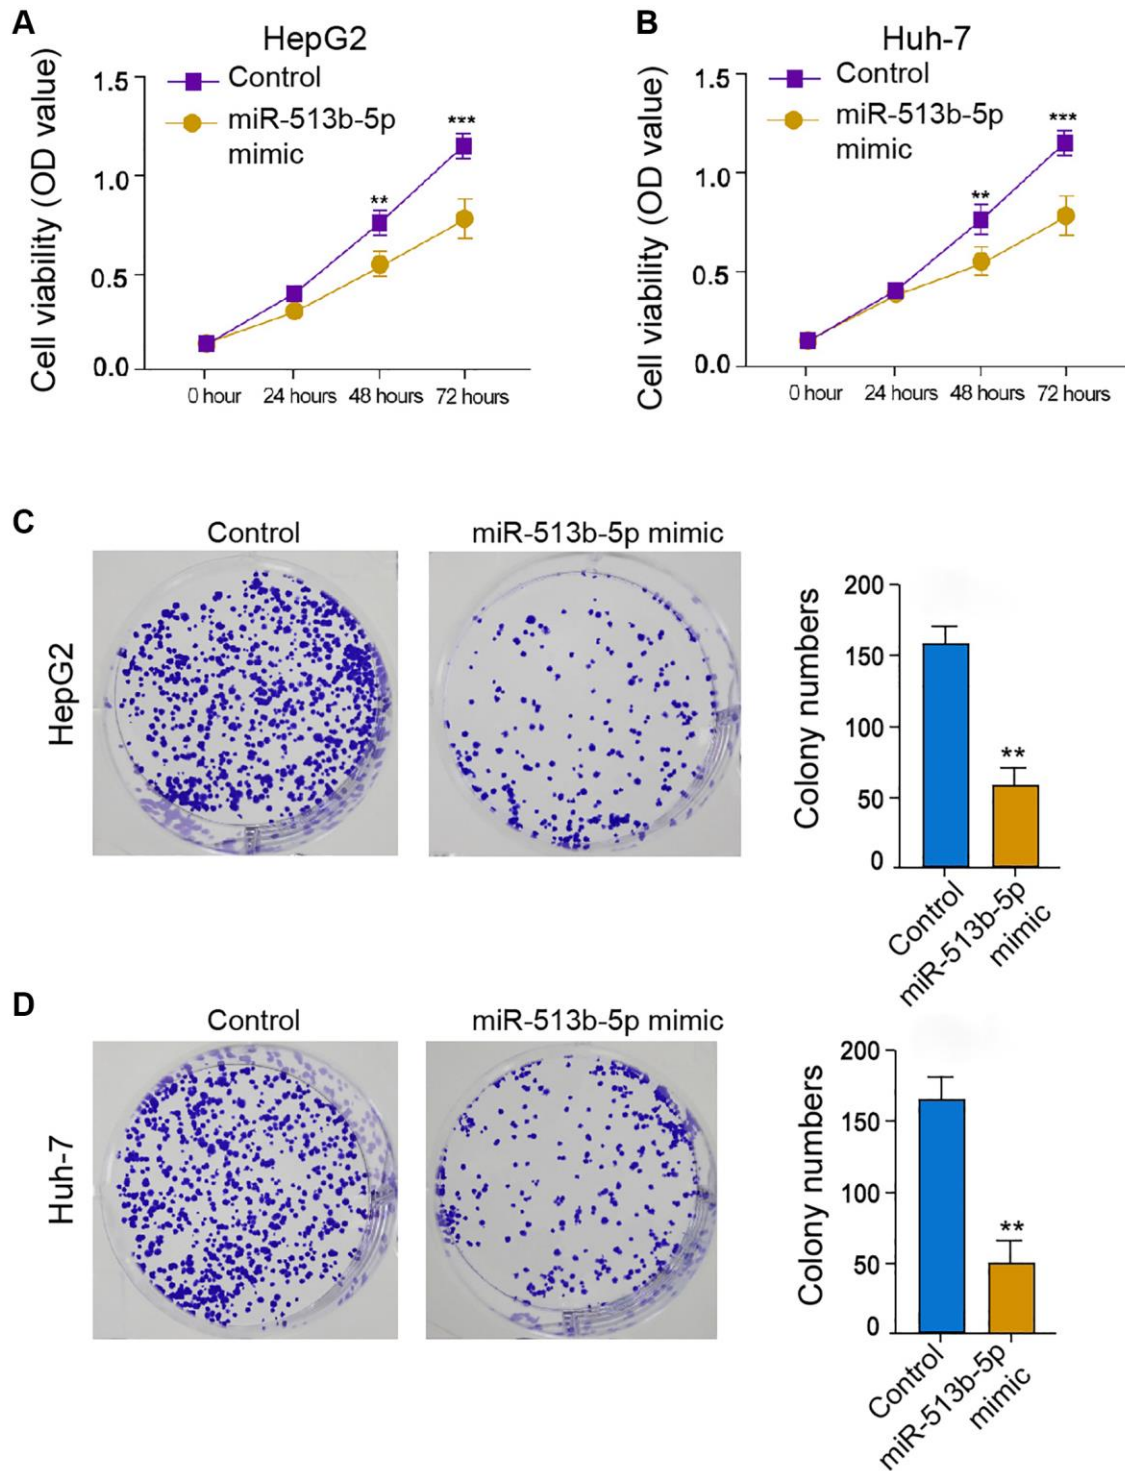 A
HepG2
Control
miR-513b-5p
mimic
Cell viability (OD value)
1.5
1.0
0.5
0.0
**
***
0 hour 24 hours 48 hours 72 hours
B
Huh-7
Control
miR-513b-5p
mimic
Cell viability (OD value)
1.5
1.0
0.5
0.0
**
***
0 hour 24 hours 48 hours 72 hours
C
Control
miR-513b-5p mimic
HepG2
Colony numbers
200
150
100
50
0
**
Control
miR-513b-5p
mimic
D
Control
miR-513b-5p mimic
Huh-7
Colony numbers
200
150
100
50
0
**
Control
miR-513b-5p
mimic